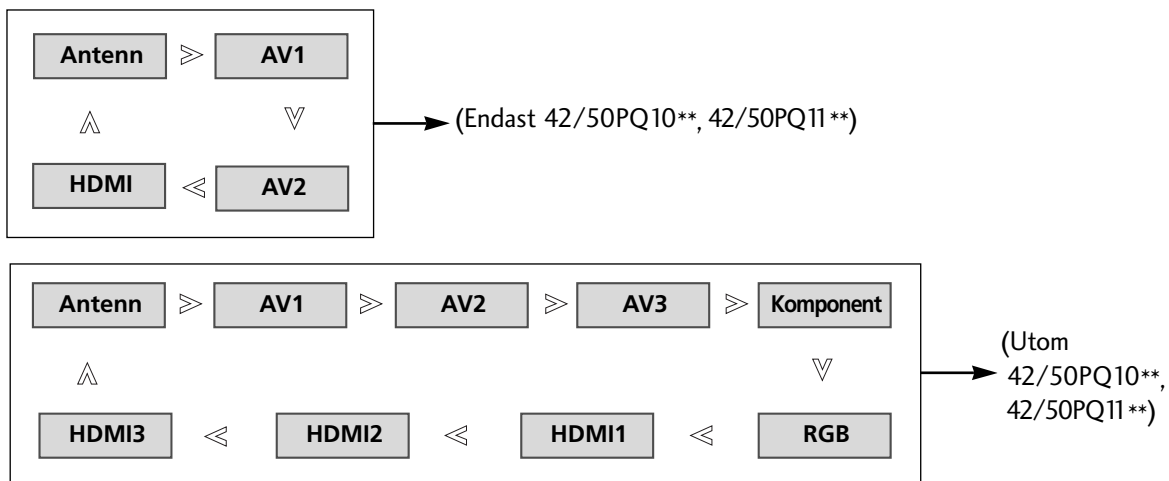 Antenn AV1
(Endast 42/50PQ10**, 42/50PQ11**)
HDMI AV2
Antenn AV1 AV2 AV3 Komponent
(Utom
42/50PQ10**,
42/50PQ11**)
HDMI3 HDMI2 HDMI1 RGB